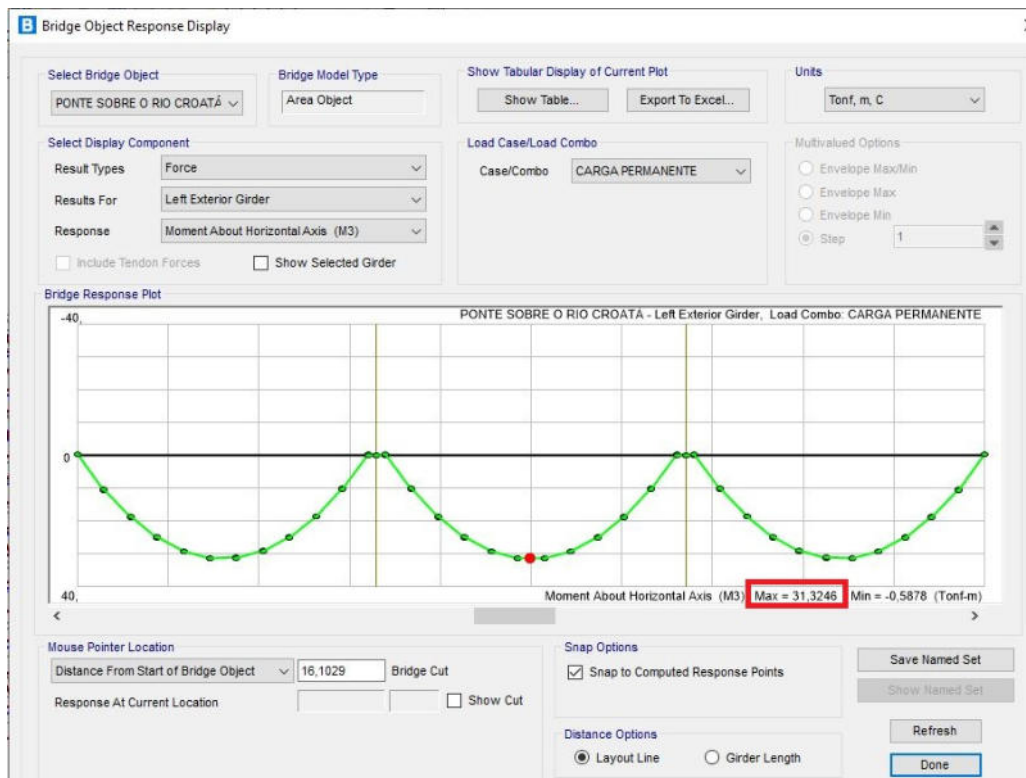 B Bridge Object Response Display
Select Bridge Object
PONTE SOBRE O RIO CROATÁ
Bridge Model Type
Area Object
Show Tabular Display of Current Plot
Show Table...
Export To Excel...
Units
Tonf, m, C
Select Display Component
Result Types
Force
Results For
Left Exterior Girder
Response
Moment About Horizontal Axis (M3)
Include Tendon Forces
Show Selected Girder
Load Case/Load Combo
Case/Combo
CARGA PERMANENTE
Multivalued Options
Envelope Max/Min
Envelope Max
Envelope Min
Step
1
Bridge Response Plot
-40,
PONTE SOBRE O RIO CROATÁ - Left Exterior Girder, Load Combo: CARGA PERMANENTE
0
40,
Moment About Horizontal Axis (M3) Max = 31,3246 Min = -0,5878 (Tonf-m)
Mouse Pointer Location
Distance From Start of Bridge Object
16,1029
Bridge Cut
Response At Current Location
Show Cut
Snap Options
Snap to Computed Response Points
Distance Options
Layout Line
Girder Length
Save Named Set
Show Named Set
Refresh
Done